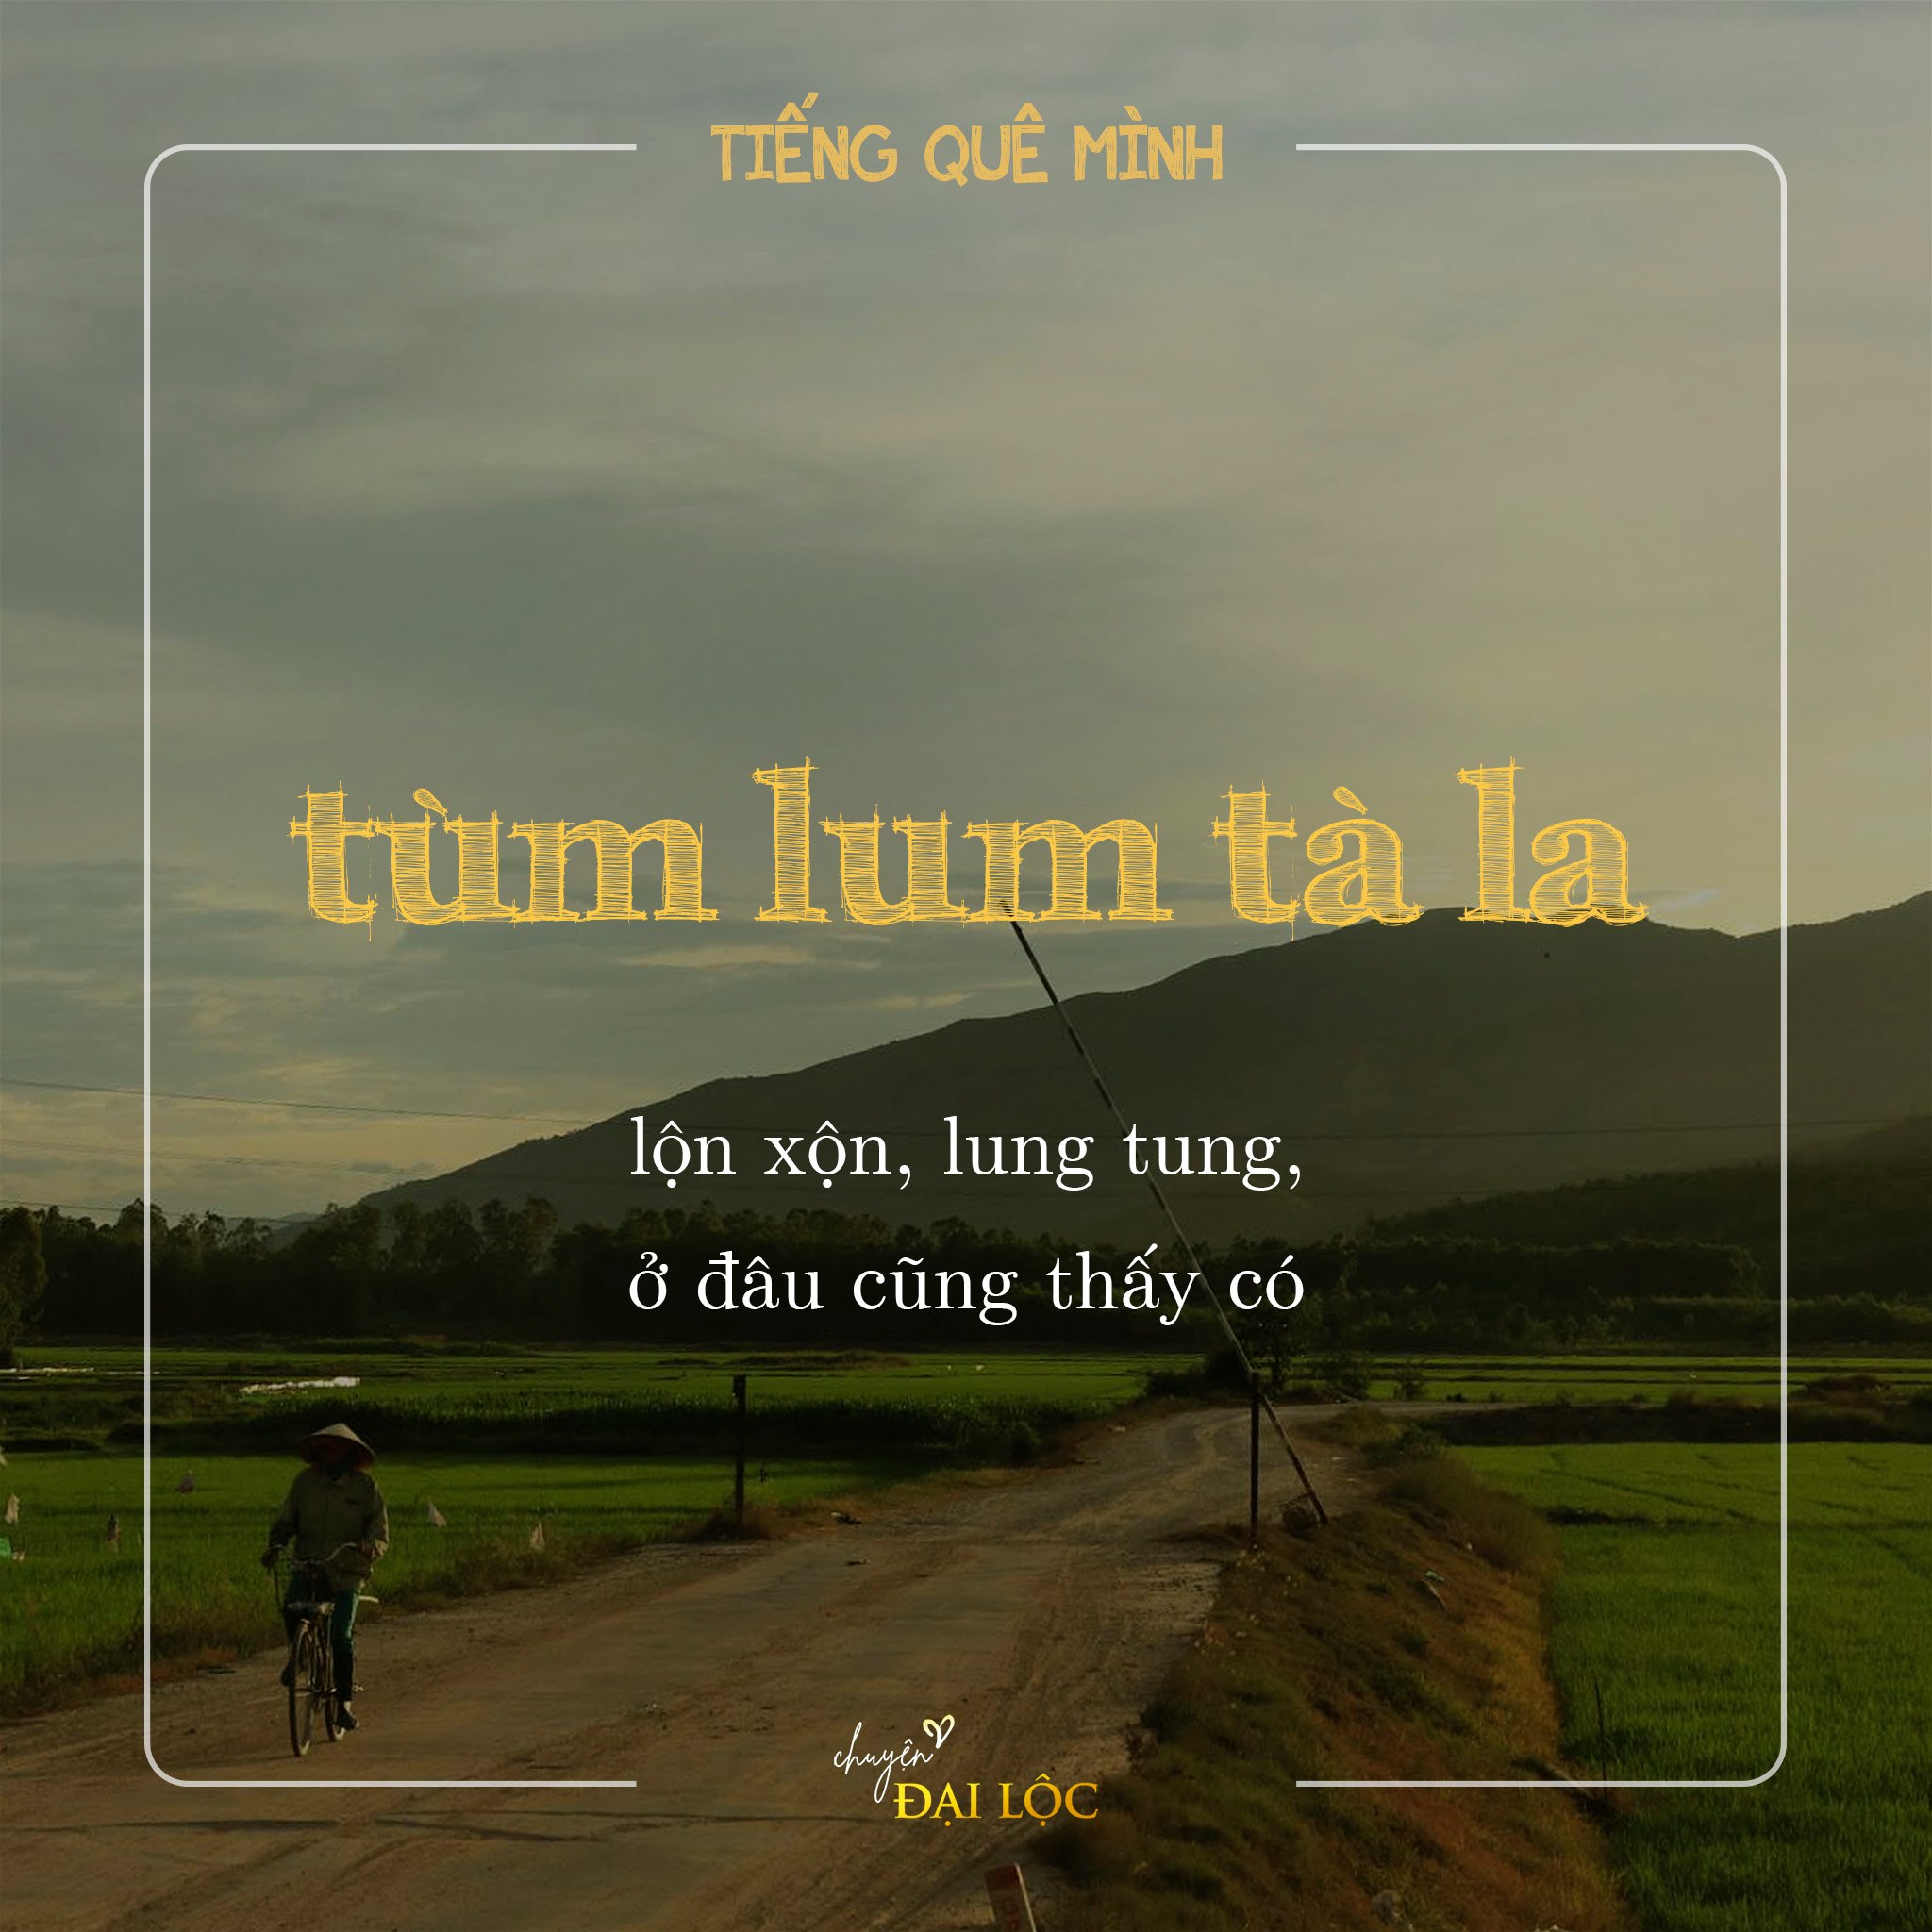 TIẾNG QUÊ MÌNH
tùm lum tà la
lộn xộn, lung tung,
ở đâu cũng thấy có
chuyện
ĐẠI LỘC